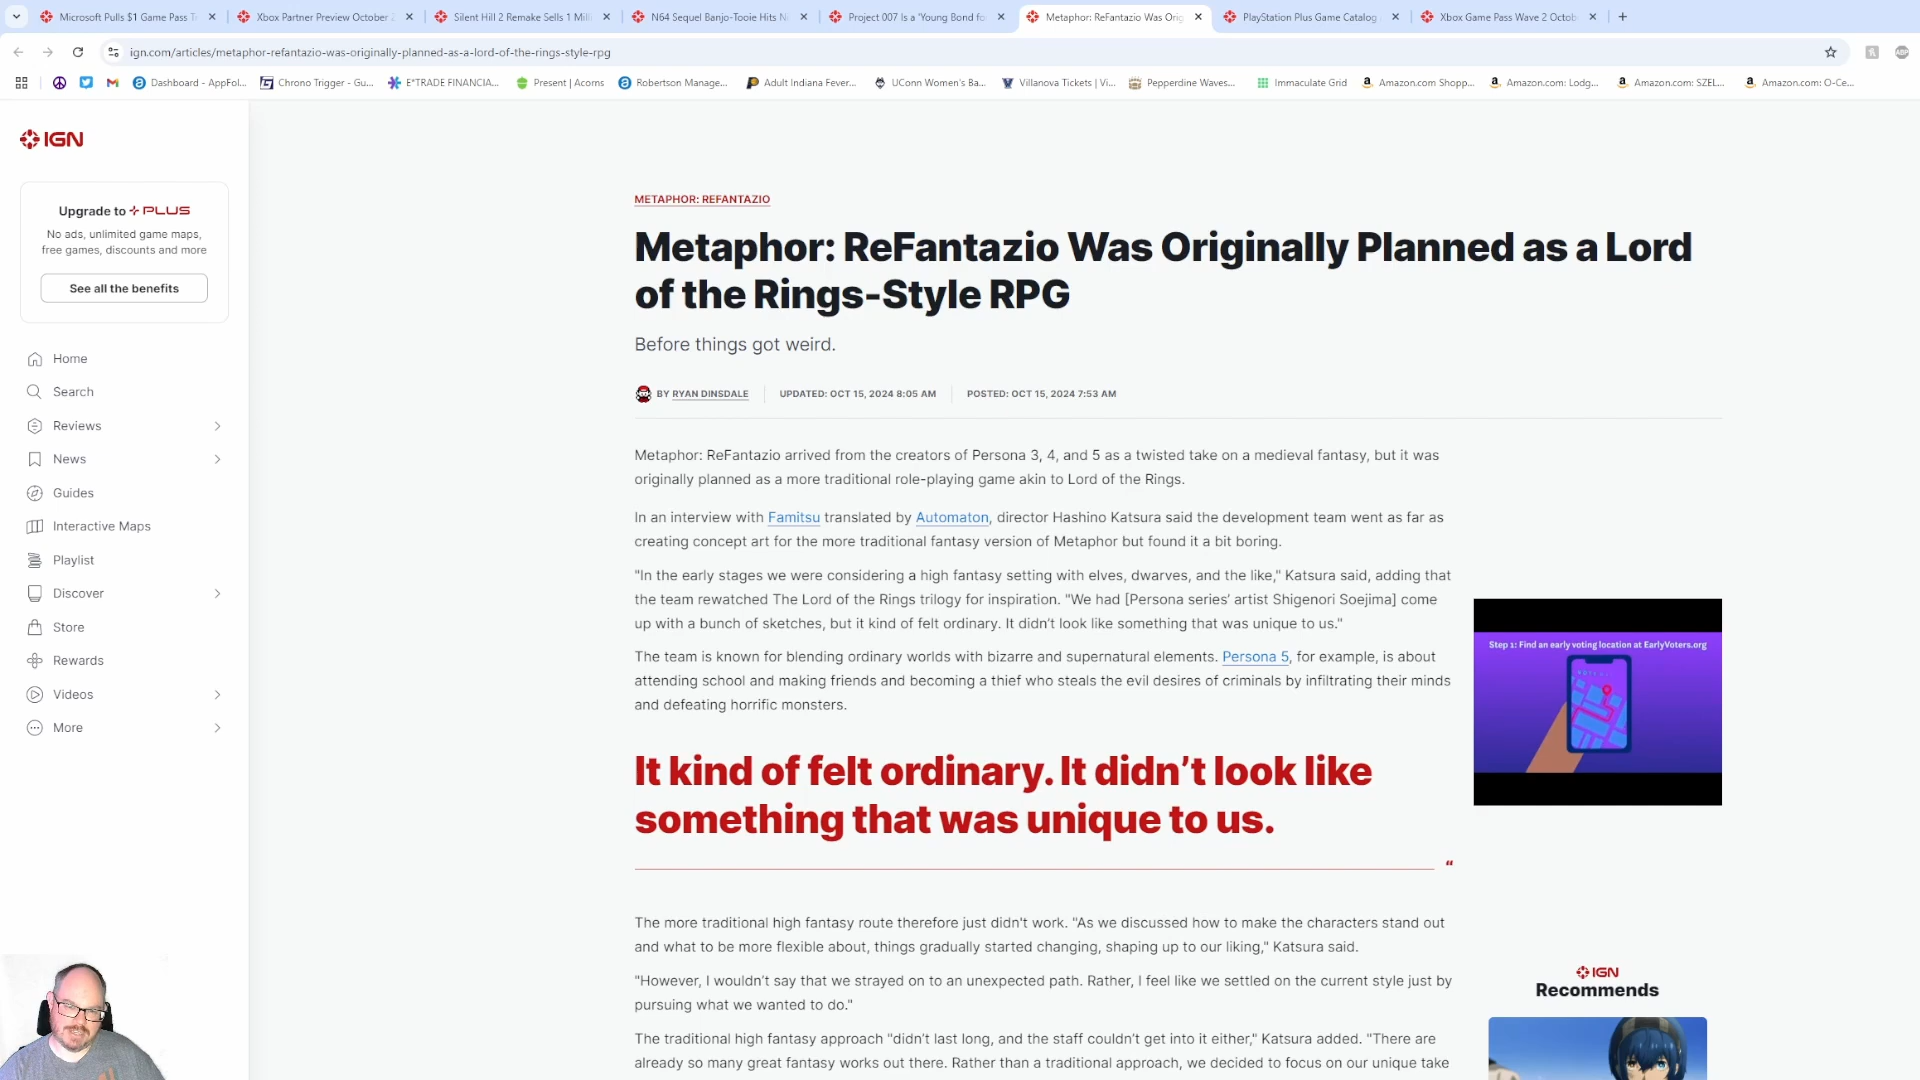 Microsoft Pulls $1 Game Pass T
Xbox Partner Preview October 2
Silent Hill 2 Remake Sells 1 Mill
N64 Sequel Banjo-Tooie Hits Ni
Project 007 Is a 'Young Bond fo
Metaphor: ReFantazio Was Orig
PlayStation Plus Game Catalog
Xbox Game Pass Wave 2 Octob
ign.com/articles/metaphor-refantazio-was-originally-planned-as-a-lord-of-the-rings-style-rpg
Dashboard - AppFol...
Chrono Trigger - Gu...
E*TRADE FINANCIA...
Present | Acorns
Robertson Manage...
Adult Indiana Fever...
UConn Women's Ba...
Villanova Tickets | Vi...
Pepperdine Waves...
Immaculate Grid
Amazon.com Shopp...
Amazon.com: Lodg...
Amazon.com: SZEL...
Amazon.com: O-Ce...
IGN
Upgrade to PLUS
No ads, unlimited game maps,
free games, discounts and more
See all the benefits
Home
Search
Reviews
News
Guides
Interactive Maps
Playlist
Discover
Store
Rewards
Videos
More
METAPHOR: REFANTAZIO
Metaphor: ReFantazio Was Originally Planned as a Lord
of the Rings-Style RPG
Before things got weird.
BY RYAN DINSDALE
UPDATED: OCT 15, 2024 8:05 AM
POSTED: OCT 15, 2024 7:53 AM
Metaphor: ReFantazio arrived from the creators of Persona 3, 4, and 5 as a twisted take on a medieval fantasy, but it was
originally planned as a more traditional role-playing game akin to Lord of the Rings.
In an interview with Famitsu translated by Automaton, director Hashino Katsura said the development team went as far as
creating concept art for the more traditional fantasy version of Metaphor but found it a bit boring.
"In the early stages we were considering a high fantasy setting with elves, dwarves, and the like," Katsura said, adding that
the team rewatched The Lord of the Rings trilogy for inspiration. "We had [Persona series’ artist Shigenori Soejima] come
up with a bunch of sketches, but it kind of felt ordinary. It didn’t look like something that was unique to us."
The team is known for blending ordinary worlds with bizarre and supernatural elements. Persona 5, for example, is about
attending school and making friends and becoming a thief who steals the evil desires of criminals by infiltrating their minds
and defeating horrific monsters.
It kind of felt ordinary. It didn’t look like
something that was unique to us.
“
The more traditional high fantasy route therefore just didn't work. "As we discussed how to make the characters stand out
and what to be more flexible about, things gradually started changing, shaping up to our liking," Katsura said.
"However, I wouldn’t say that we strayed on to an unexpected path. Rather, I feel like we settled on the current style just by
pursuing what we wanted to do."
The traditional high fantasy approach "didn’t last long, and the staff couldn’t get into it either," Katsura added. "There are
already so many great fantasy works out there. Rather than a traditional approach, we decided to focus on our unique take
Step 1: Find an early voting location at EarlyVoters.org
IGN
Recommends